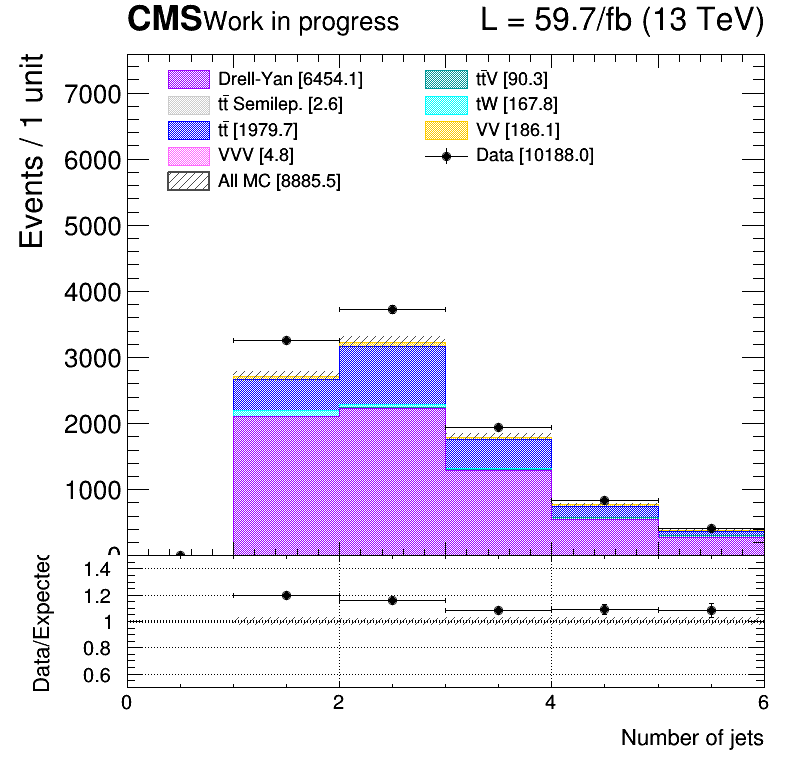 CMS Work in progress L = 59.7/fb (13 TeV)
Events / 1 unit
7000
6000
5000
4000
3000
2000
1000
0
Drell-Yan [6454.1]
tt̄ Semilep. [2.6]
tt̄ [1979.7]
VVV [4.8]
All MC [8885.5]
tt̄V [90.3]
tW [167.8]
VV [186.1]
Data [10188.0]
Data/Expected
1.4
1.2
1
0.8
0.6
0 2 4 6
Number of jets